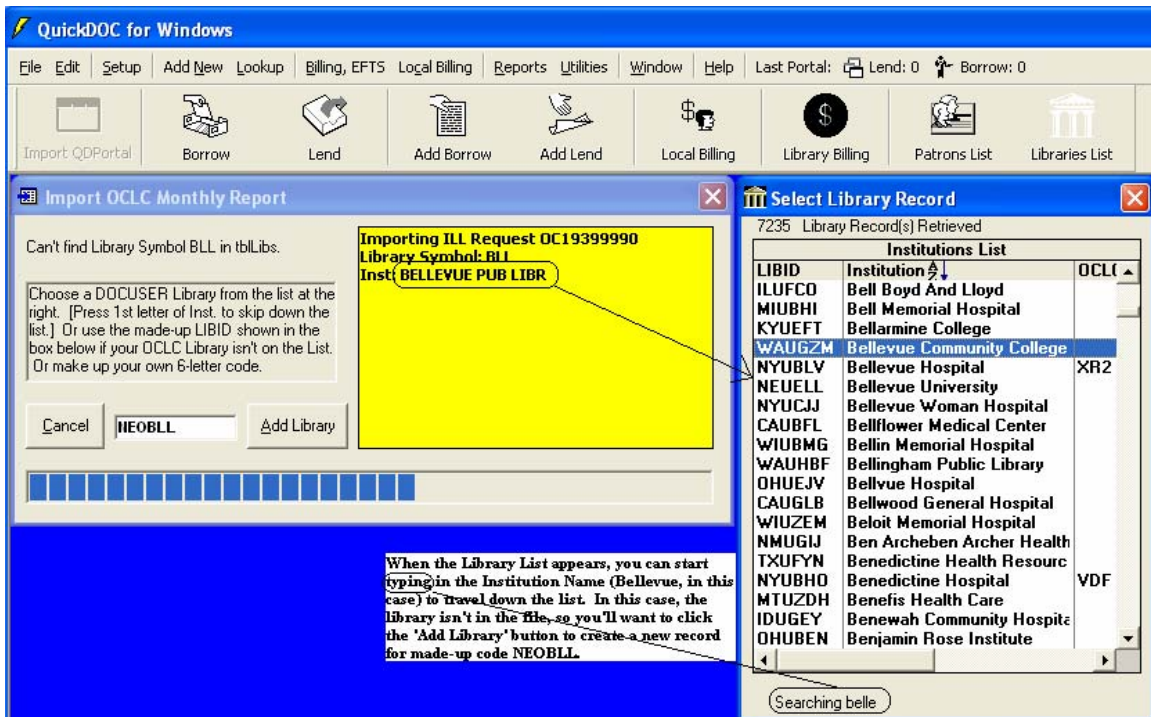 QuickDOC for Windows
File Edit Setup Add New Lookup Billing, EFTS Local Billing Reports Utilities Window Help Last Portal: Lend: 0 Borrow: 0
Import QDPortal Borrow Lend Add Borrow Add Lend Local Billing Library Billing Patrons List Libraries List
Import OCLC Monthly Report
Can't find Library Symbol BLL in tblLibs.
Choose a DOCUSER Library from the list at the
right. [Press 1st letter of Inst. to skip down the
list.] Or use the made-up LIBID shown in the
box below if your OCLC Library isn't on the List.
Or make up your own 6-letter code.
Cancel NEOBLL Add Library
Importing ILL Request OC19399990
Library Symbol: BLL
Inst: BELLEVUE PUB LIBR
When the Library List appears, you can start
typing in the Institution Name (Bellevue, in this
case) to travel down the list. In this case, the
library isn't in the file, so you'll want to click
the 'Add Library' button to create a new record
for made-up code NEOBLL.
Select Library Record
7235 Library Record(s) Retrieved
Institutions List
LIBID Institution OCL
ILUFCO Bell Boyd And Lloyd
MIUBHI Bell Memorial Hospital
KYUEFT Bellarmine College
WAUGZM Bellevue Community College
NYUBLV Bellevue Hospital XR2
NEUELL Bellevue University
NYUCJJ Bellevue Woman Hospital
CAUBFL Bellflower Medical Center
WIUBMG Bellin Memorial Hospital
WAUHBF Bellingham Public Library
OHUEJV Bellvue Hospital
CAUGLB Bellwood General Hospital
WIUZEM Beloit Memorial Hospital
NMUGIJ Ben Archeben Archer Health
TXUFYN Benedictine Health Resourc
NYUBHO Benedictine Hospital VDF
MTUZDH Benefis Health Care
IDUGEY Benewah Community Hospita
OHUBEN Benjamin Rose Institute
Searching belle